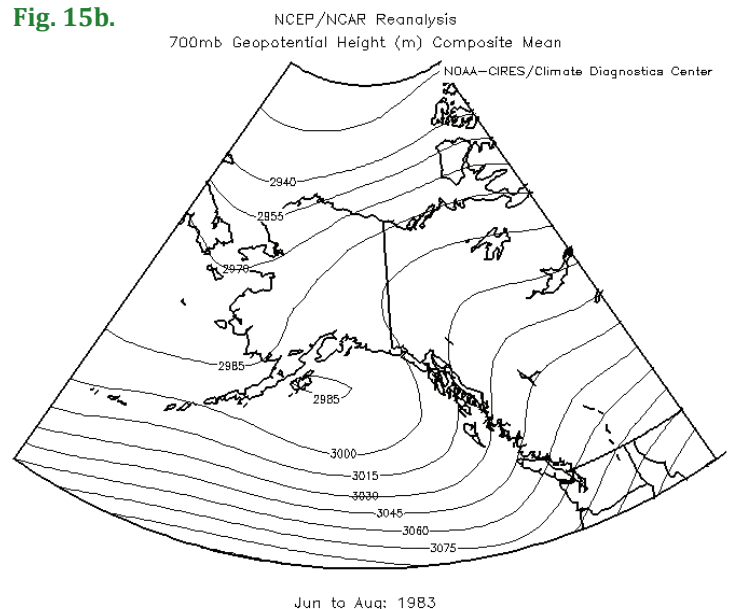 Fig. 15b.
NCEP/NCAR Reanalysis
700mb Geopotential Height (m) Composite Mean
NOAA-CIRES/Climate Diagnostics Center
2940
2955
2970
2985
2985
3000
3015
3030
3045
3060
3075
Jun to Aug: 1983